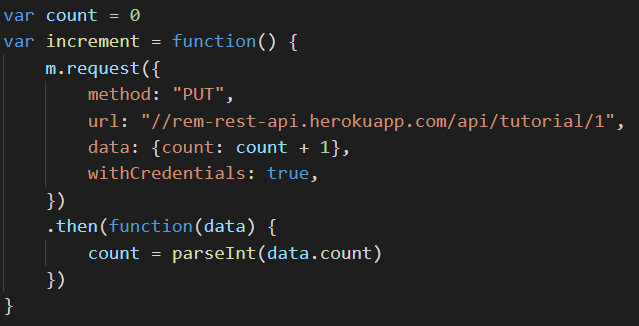 var count = 0
var increment = function() {
    m.request({
        method: "PUT",
        url: "//rem-rest-api.herokuapp.com/api/tutorial/1",
        data: {count: count + 1},
        withCredentials: true,
    })
    .then(function(data) {
        count = parseInt(data.count)
    })
}